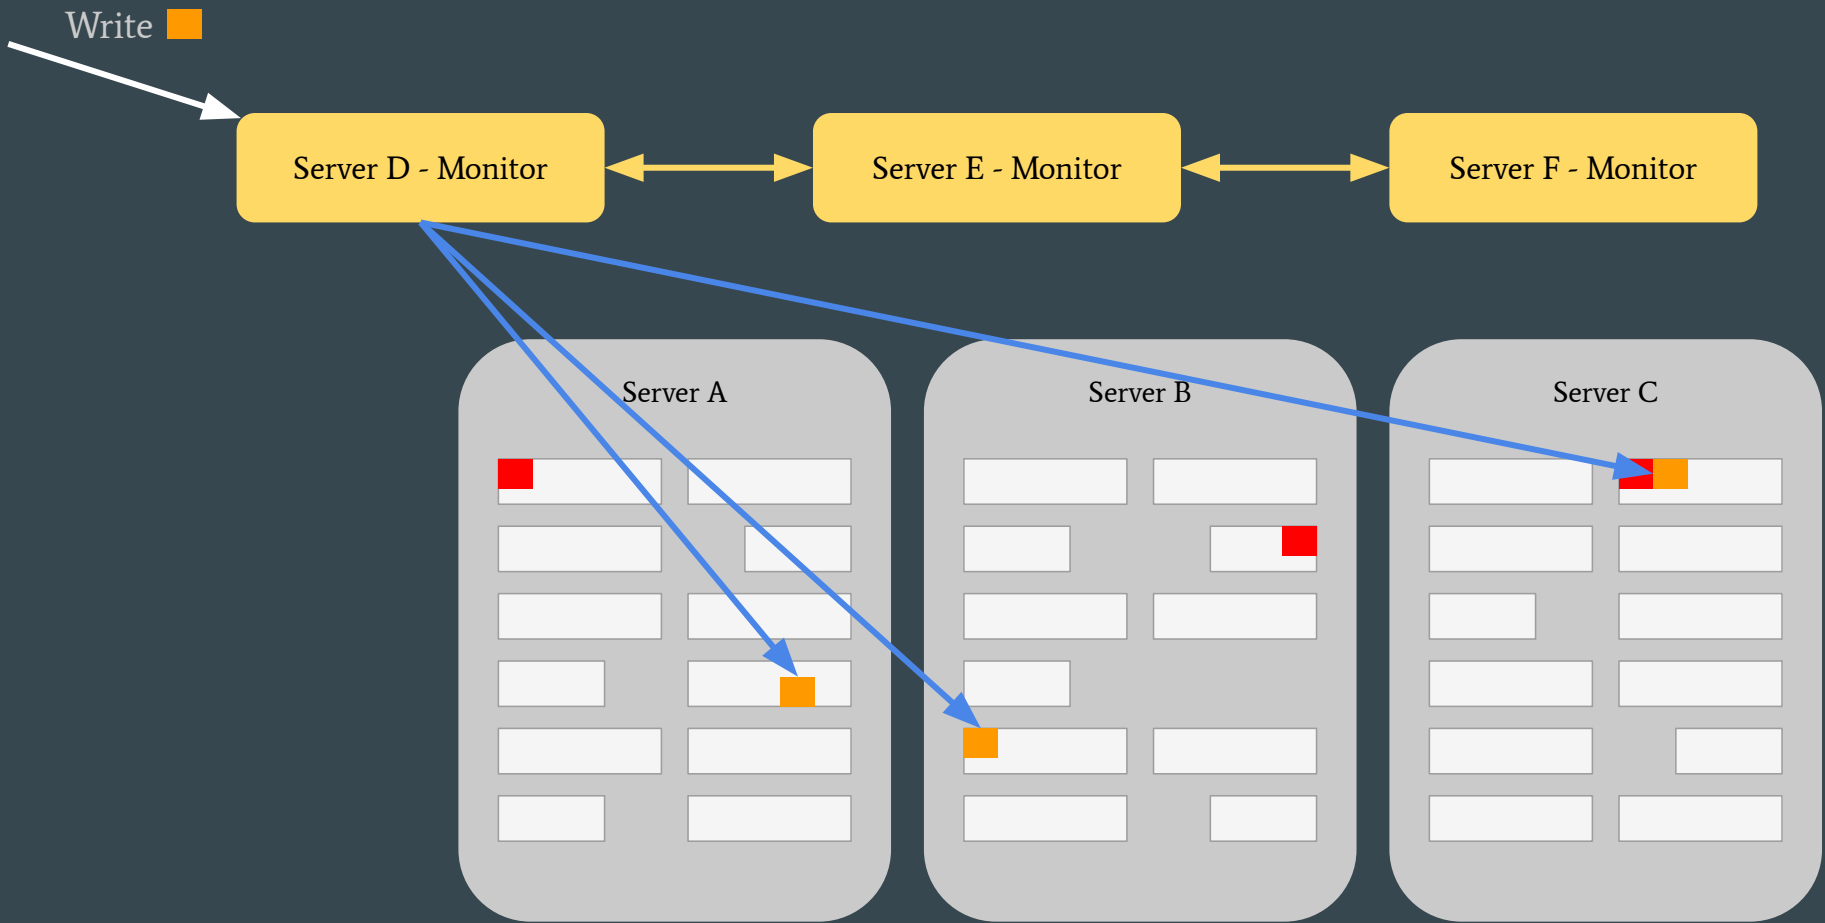 Write
Server D - Monitor
Server E - Monitor
Server F - Monitor
Server A
Server B
Server C